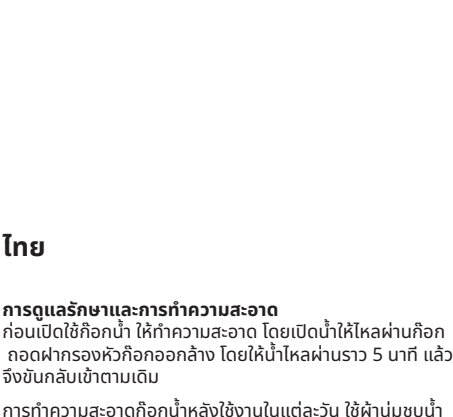 ไทย
การดูแลรักษาและการทำความสะอาด
ก่อนเปิดใช้ก๊อกน้ำ ให้ทำความสะอาด โดยเปิดน้ำให้ไหลผ่านก๊อก
ถอดฝากรองหัวก๊อกออกล้าง โดยให้น้ำไหลผ่านราว 5 นาที แล้ว
จึงขันกลับเข้าตามเดิม
การทำความสะอาดก๊อกน้ำหลังใช้งานในแต่ละวัน ใช้ผ้านุ่มชุบน้ำ